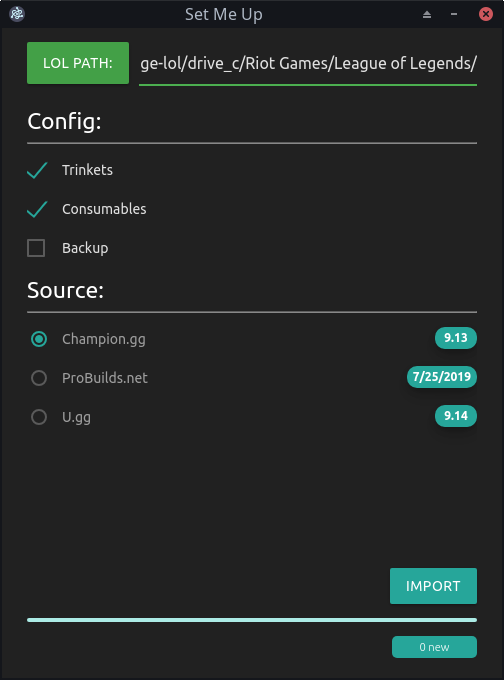 Set Me Up
LOL PATH: ge-lol/drive_c/Riot Games/League of Legends/
Config:
Trinkets
Consumables
Backup
Source:
Champion.gg 9.13
ProBuilds.net 7/25/2019
U.gg 9.14
IMPORT
0 new